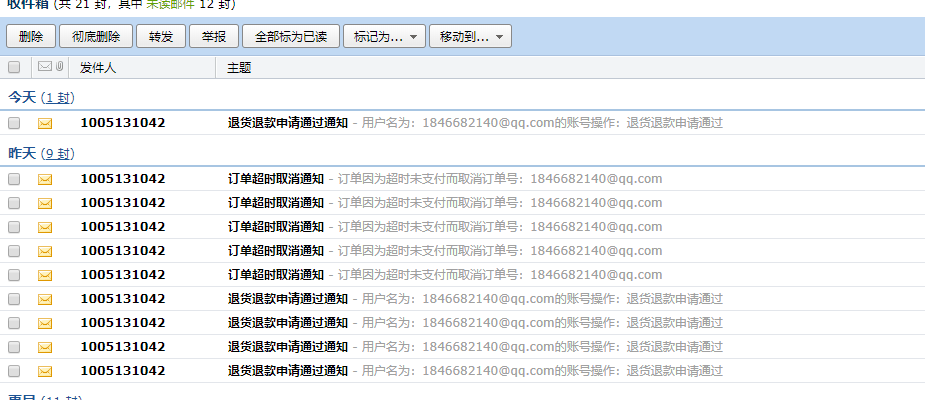 收件箱 (共 21 封，其中 未读邮件 12 封)
删除 彻底删除 转发 举报 全部标为已读 标记为... 移动到...
发件人 主题
今天 (1 封)
1005131042 退货退款申请通过通知 - 用户名为：1846682140@qq.com的账号操作：退货退款申请通过
昨天 (9 封)
1005131042 订单超时取消通知 - 订单因为超时未支付而取消订单号：1846682140@qq.com
1005131042 订单超时取消通知 - 订单因为超时未支付而取消订单号：1846682140@qq.com
1005131042 订单超时取消通知 - 订单因为超时未支付而取消订单号：1846682140@qq.com
1005131042 订单超时取消通知 - 订单因为超时未支付而取消订单号：1846682140@qq.com
1005131042 订单超时取消通知 - 订单因为超时未支付而取消订单号：1846682140@qq.com
1005131042 退货退款申请通过通知 - 用户名为：1846682140@qq.com的账号操作：退货退款申请通过
1005131042 退货退款申请通过通知 - 用户名为：1846682140@qq.com的账号操作：退货退款申请通过
1005131042 退货退款申请通过通知 - 用户名为：1846682140@qq.com的账号操作：退货退款申请通过
1005131042 退货退款申请通过通知 - 用户名为：1846682140@qq.com的账号操作：退货退款申请通过
更早 (11 封)